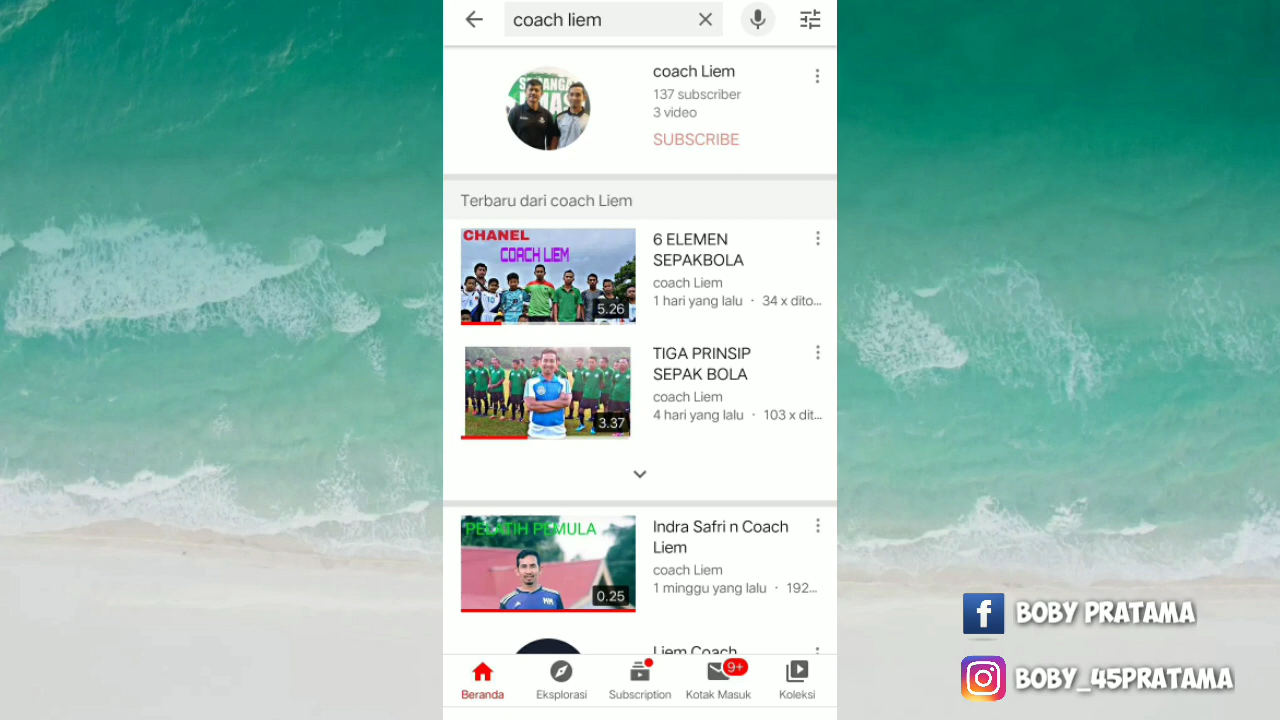 coach liem
coach Liem
137 subscriber
3 video
SUBSCRIBE
Terbaru dari coach Liem
CHANEL
COACH LIEM
5.26
6 ELEMEN
SEPAKBOLA
coach Liem
1 hari yang lalu · 34 x dito...
3.37
TIGA PRINSIP
SEPAK BOLA
coach Liem
4 hari yang lalu · 103 x dit...
PELATIH PEMULA
0.25
Indra Safri n Coach
Liem
coach Liem
1 minggu yang lalu · 192...
Liem Coach
Beranda
Eksplorasi
Subscription
9+
Kotak Masuk
Koleksi
f BOBY PRATAMA
BOBY_45PRATAMA